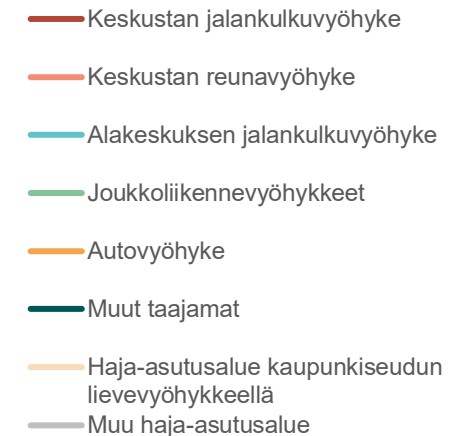 Keskustan jalankulkuvyöhyke
Keskustan reunavyöhyke
Alakeskuksen jalankulkuvyöhyke
Joukkoliikennevyöhykkeet
Autovyöhyke
Muut taajamat
Haja-asutusalue kaupunkiseudun
lievevyöhykkeellä
Muu haja-asutusalue